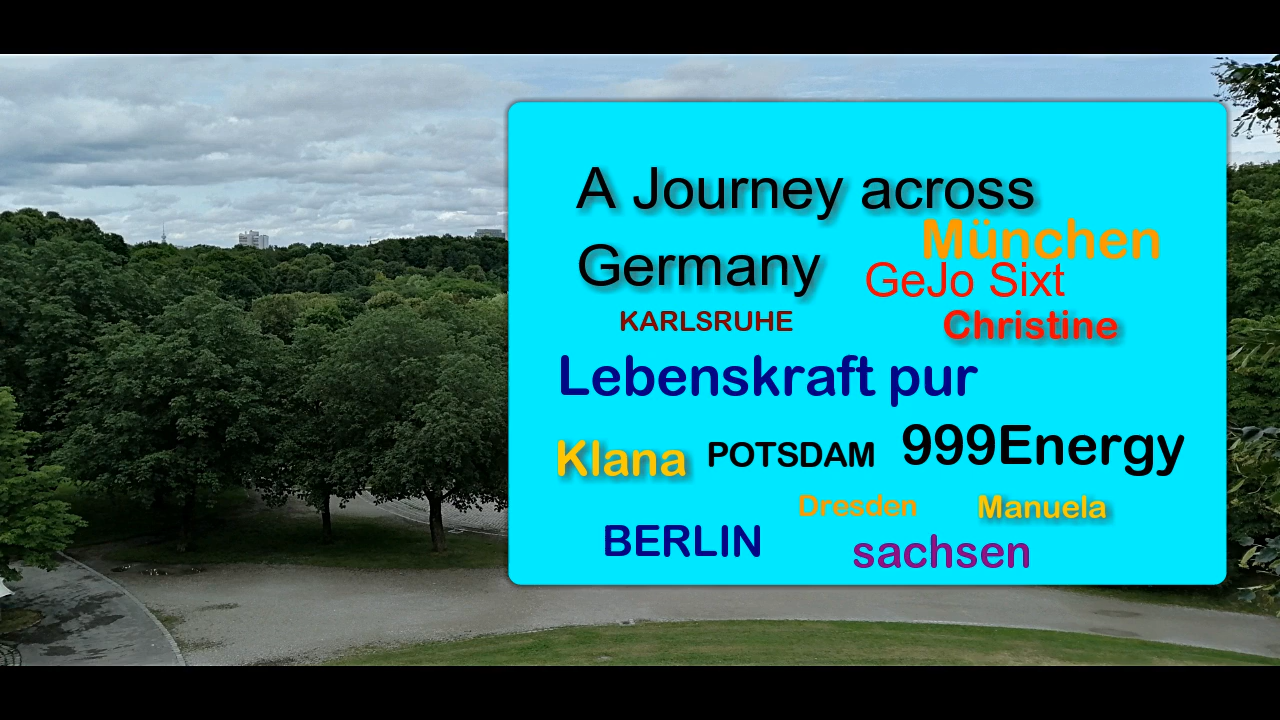 A Journey across
München
Germany
GeJo Sixt
KARLSRUHE
Christine
Lebenskraft pur
Klana
POTSDAM
999Energy
Dresden
Manuela
BERLIN
sachsen